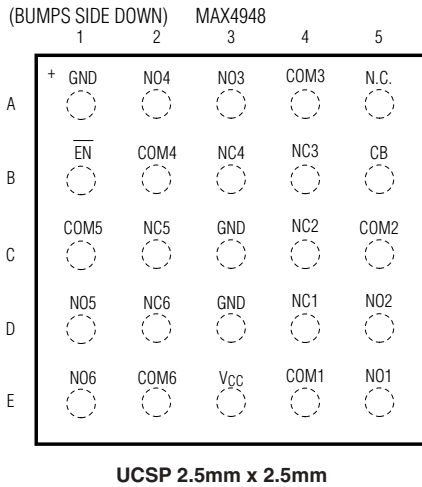 (BUMPS SIDE DOWN) MAX4948
1 2 3 4 5
+ GND NO4 NO3 COM3 N.C.
A
EN COM4 NC4 NC3 CB
B
COM5 NC5 GND NC2 COM2
C
NO5 NC6 GND NC1 NO2
D
NO6 COM6 VCC COM1 NO1
E
UCSP 2.5mm x 2.5mm